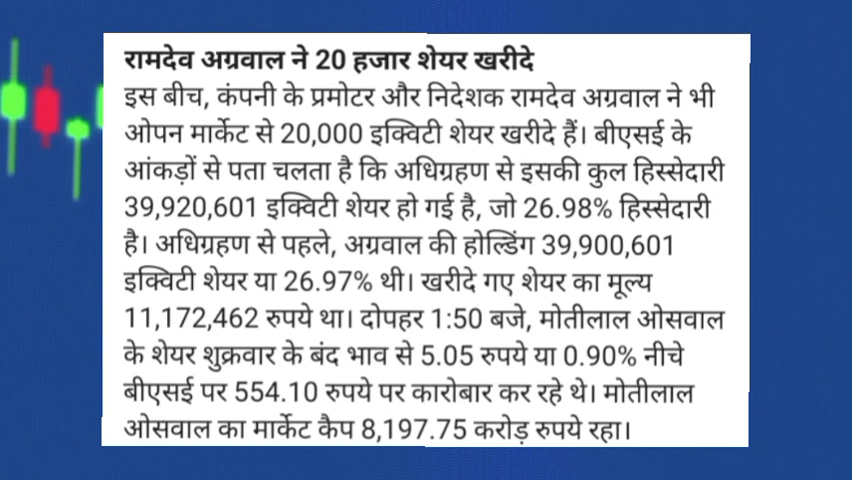 रामदेव अग्रवाल ने 20 हजार शेयर खरीदे
इस बीच, कंपनी के प्रमोटर और निदेशक रामदेव अग्रवाल ने भी
ओपन मार्केट से 20,000 इक्विटी शेयर खरीदे हैं। बीएसई के
आंकड़ों से पता चलता है कि अधिग्रहण से इसकी कुल हिस्सेदारी
39,920,601 इक्विटी शेयर हो गई है, जो 26.98% हिस्सेदारी
है। अधिग्रहण से पहले, अग्रवाल की होल्डिंग 39,900,601
इक्विटी शेयर या 26.97% थी। खरीदे गए शेयर का मूल्य
11,172,462 रुपये था। दोपहर 1:50 बजे, मोतीलाल ओसवाल
के शेयर शुक्रवार के बंद भाव से 5.05 रुपये या 0.90% नीचे
बीएसई पर 554.10 रुपये पर कारोबार कर रहे थे। मोतीलाल
ओसवाल का मार्केट कैप 8,197.75 करोड़ रुपये रहा।